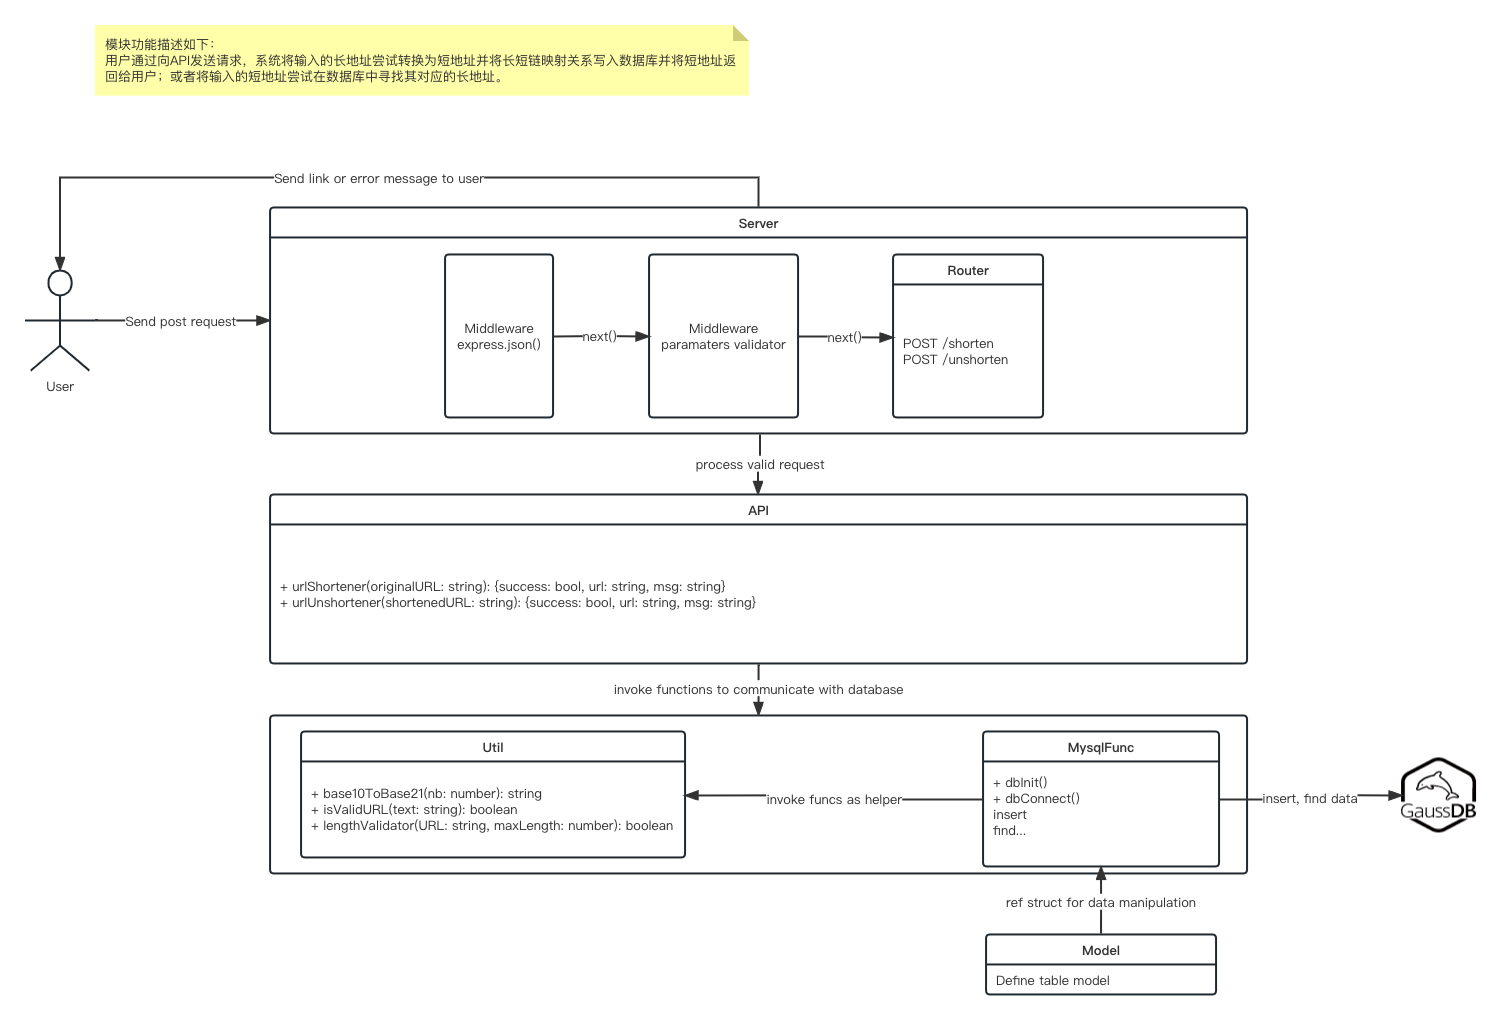 模块功能描述如下：
用户通过向API发送请求，系统将输入的长地址尝试转换为短地址并将长短链映射关系写入数据库并将短地址返
回给用户；或者将输入的短地址尝试在数据库中寻找其对应的长地址。
Send link or error message to user
Server
Router
Middleware
express.json()
next()
Middleware
paramaters validator
next()
POST /shorten
POST /unshorten
Send post request
User
process valid request
API
+ urlShortener(originalURL: string): {success: bool, url: string, msg: string}
+ urlUnshortener(shortenedURL: string): {success: bool, url: string, msg: string}
invoke functions to communicate with database
Util
+ base10ToBase21(nb: number): string
+ isValidURL(text: string): boolean
+ lengthValidator(URL: string, maxLength: number): boolean
invoke funcs as helper
MysqlFunc
+ dbInit()
+ dbConnect()
insert
find...
insert, find data
GaussDB
ref struct for data manipulation
Model
Define table model